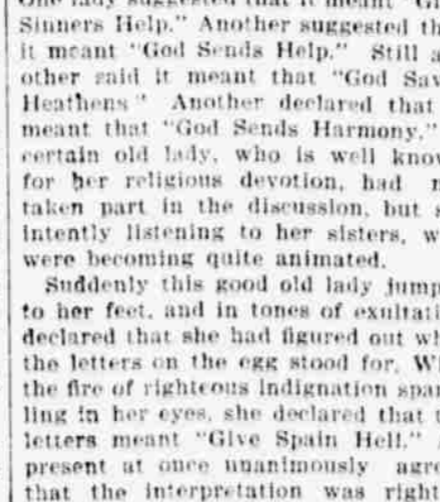 One lady suggested that it meant "Gi
Sinners Help." Another suggested th
it meant "God Sends Help." Still a
other said it meant that "God Sav
Heathens" Another declared that
meant that "God Sends Harmony."
certain old lady, who is well know
for her religious devotion, had n
taken part in the discussion, but s
intently listening to her sisters, w
were becoming quite animated.
Suddenly this good old lady jump
to her feet, and in tones of exultati
declared that she had figured out wh
the letters on the egg stood for. Wi
the fire of righteous indignation spar
ling in her eyes, she declared that t
letters meant "Give Spain Hell."
present at once unanimously agre
that the interpretation was right